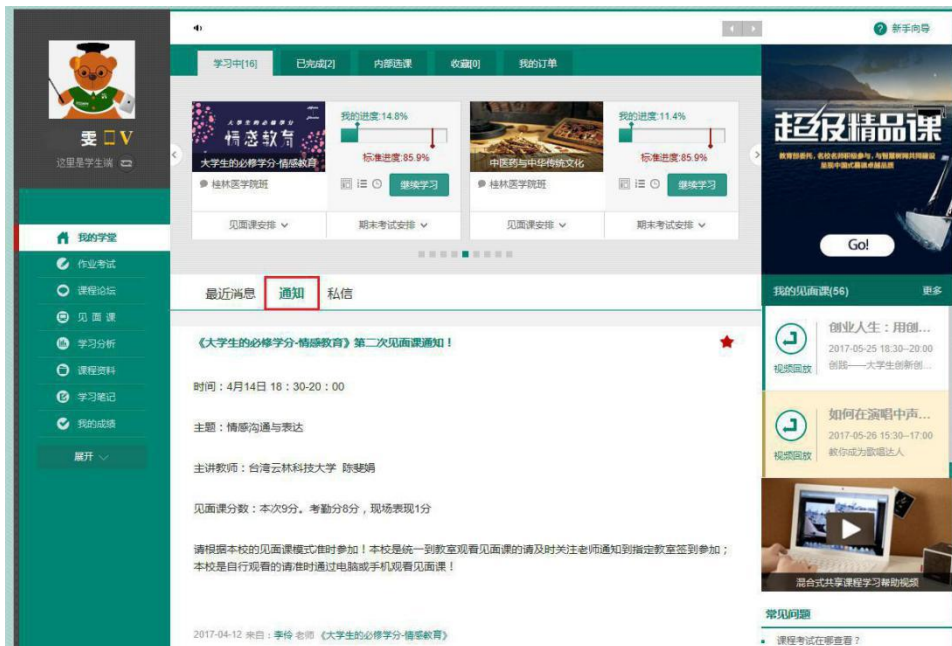 新手向导
学习中[16]
已完成[2]
内部选课
收藏[0]
我的订单
雯 V
这里是学生端
我的学堂
作业考试
课程论坛
见 面 课
学习分析
课程资料
学习笔记
我的成绩
展开
大学生的必修学分
情感教育
大学生的必修学分-情感教育
我的进度:14.8%
标准进度:85.9%
桂林医学院班
继续学习
见面课安排
期末考试安排
中医药与中华传统文化
我的进度:11.4%
标准进度:85.9%
桂林医学院班
继续学习
见面课安排
期末考试安排
最近消息
通知
私信
《大学生的必修学分-情感教育》第二次见面课通知！
时间：4月14日 18：30-20：00
主题：情感沟通与表达
主讲教师：台湾云林科技大学 陈斐娟
见面课分数：本次9分。考勤分8分，现场表现1分
请根据本校的见面课模式准时参加！本校是统一到教室观看见面课的请及时关注老师通知到指定教室签到参加；
本校是自行观看的请准时通过电脑或手机观看见面课！
2017-04-12 来自：李伶 老师 《大学生的必修学分-情感教育》
超级精品课
Go!
我的见面课(56)
更多
创业人生：用创...
2017-05-25 18:30--20:00
创践——大学生创新创...
视频回放
如何在演唱中声...
2017-05-26 15:30--17:00
教你成为歌唱达人
视频回放
混合式共享课程学习帮助视频
常见问题
课程考试在哪查看？